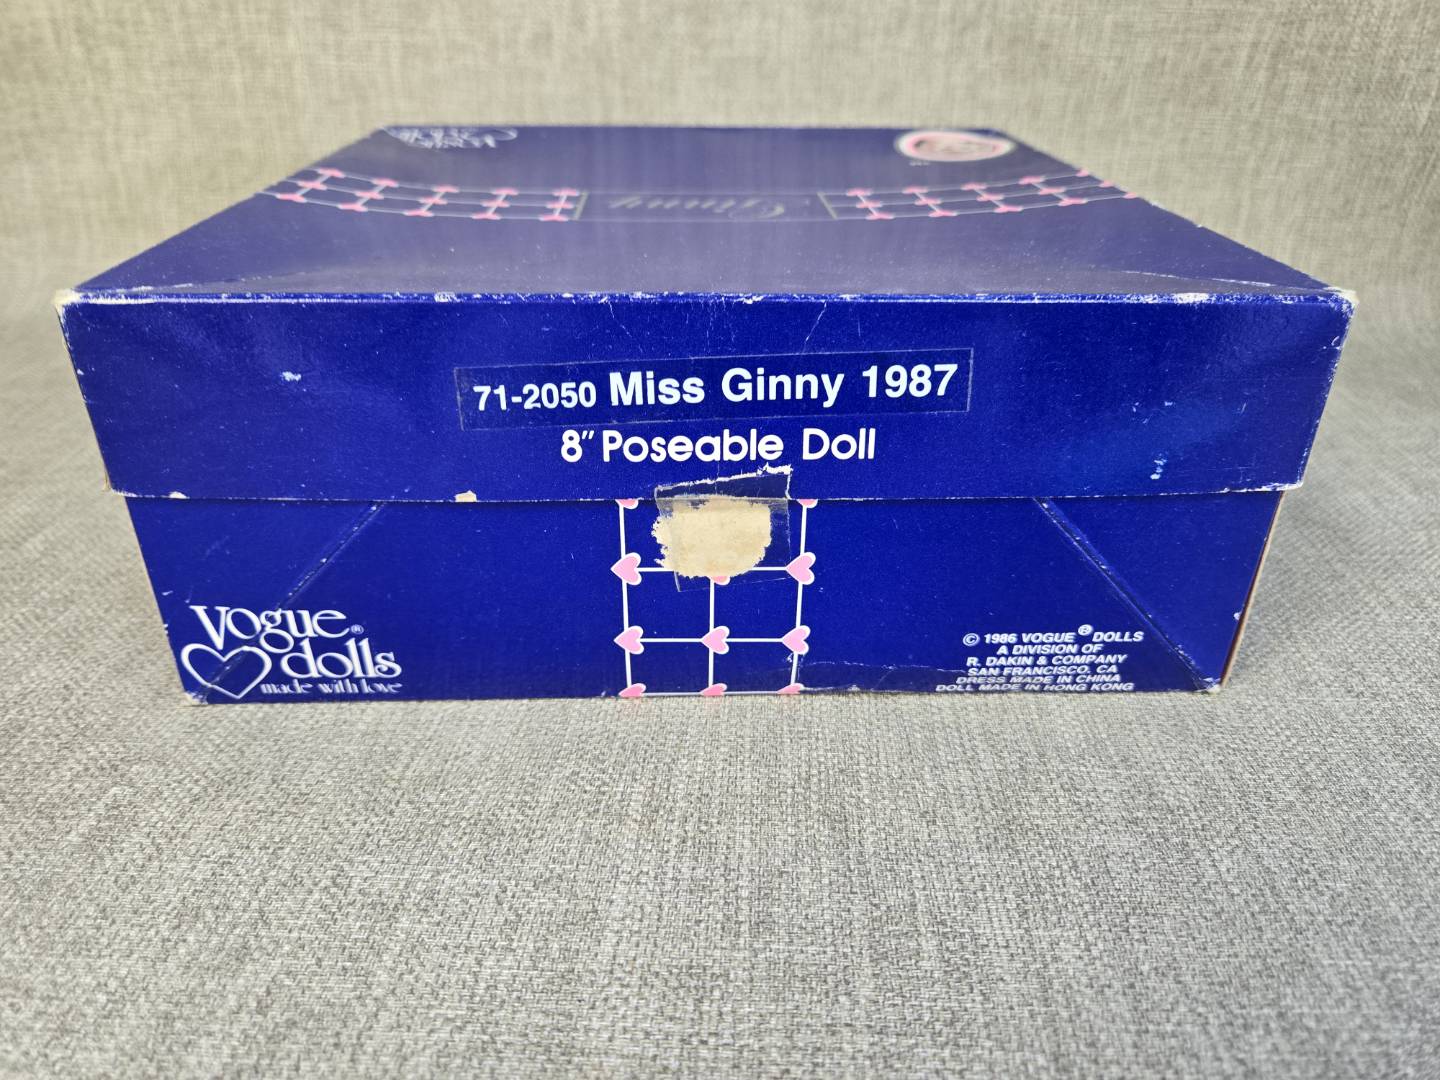 Ginny
71-2050 Miss Ginny 1987
8" Poseable Doll
Vogue®
dolls
made with love
© 1986 VOGUE® DOLLS
A DIVISION OF
R. DAKIN & COMPANY
SAN FRANCISCO, CA
DRESS MADE IN CHINA
DOLL MADE IN HONG KONG